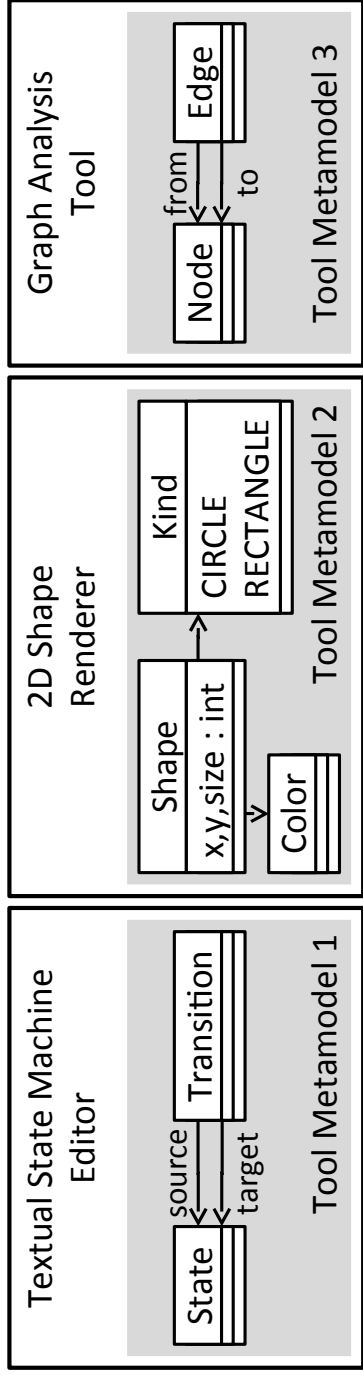 Textual State Machine
Editor
State
source
target
Transition
Tool Metamodel 1
2D Shape
Renderer
Shape
x,y,size : int
Kind
CIRCLE
RECTANGLE
Color
Tool Metamodel 2
Graph Analysis
Tool
Node
from
to
Edge
Tool Metamodel 3